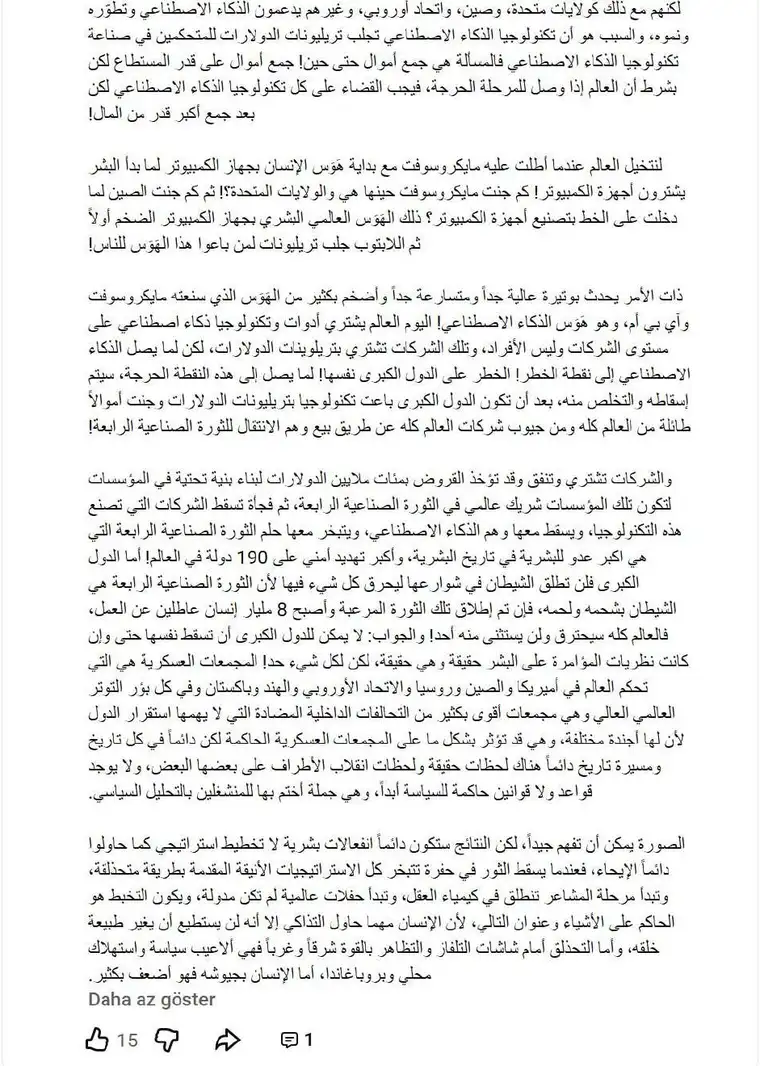 لكنهم مع ذلك كولايات متحدة، وصين، واتحاد أوروبي، وغيرهم يدعمون الذكاء الاصطناعي وتطوّره
ونموه، والسبب هو أن تكنولوجيا الذكاء الاصطناعي تجلب تريليونات الدولارات للمتحكمين في صناعة
تكنولوجيا الذكاء الاصطناعي فالمسألة هي جمع أموال حتى حين! جمع أموال على قدر المستطاع لكن
بشرط أن العالم إذا وصل للمرحلة الحرجة، فيجب القضاء على كل تكنولوجيا الذكاء الاصطناعي لكن
بعد جمع أكبر قدر من المال!
لنتخيل العالم عندما أطلت عليه مايكروسوفت مع بداية هَوَس الإنسان بجهاز الكمبيوتر لما بدأ البشر
يشترون أجهزة الكمبيوتر! كم جنت مايكروسوفت حينها هي والولايات المتحدة؟! ثم كم جنت الصين لما
دخلت على الخط بتصنيع أجهزة الكمبيوتر؟ ذلك الهَوَس العالمي البشري بجهاز الكمبيوتر الضخم أولاً
ثم اللابتوب جلب تريليونات لمن باعوا هذا الهَوَس للناس!
ذات الأمر يحدث بوتيرة عالية جداً ومتسارعة جداً وأضخم بكثير من الهَوَس الذي سنعته مايكروسوفت
وآي بي أم، وهو هَوَس الذكاء الاصطناعي! اليوم العالم يشتري أدوات وتكنولوجيا ذكاء اصطناعي على
مستوى الشركات وليس الأفراد، وتلك الشركات تشتري بتريلوينات الدولارات، لكن لما يصل الذكاء
الاصطناعي إلى نقطة الخطر! الخطر على الدول الكبرى نفسها! لما يصل إلى هذه النقطة الحرجة، سيتم
إسقاطه والتخلص منه، بعد أن تكون الدول الكبرى باعت تكنولوجيا بتريليونات الدولارات وجنت أموالاً
طائلة من العالم كله ومن جيوب شركات العالم كله عن طريق بيع وهم الانتقال للثورة الصناعية الرابعة!
والشركات تشتري وتنفق وقد تؤخذ القروض بمئات ملايين الدولارات لبناء بنية تحتية في المؤسسات
لتكون تلك المؤسسات شريك عالمي في الثورة الصناعية الرابعة، ثم فجأة تسقط الشركات التي تصنع
هذه التكنولوجيا، ويسقط معها وهم الذكاء الاصطناعي، ويتبخر معها حلم الثورة الصناعية الرابعة التي
هي اكبر عدو للبشرية في تاريخ البشرية، وأكبر تهديد أمني على 190 دولة في العالم! أما الدول
الكبرى فلن تطلق الشيطان في شوارعها ليحرق كل شيء فيها لأن الثورة الصناعية الرابعة هي
الشيطان بشحمه ولحمه، فإن تم إطلاق تلك الثورة المرعبة وأصبح 8 مليار إنسان عاطلين عن العمل،
فالعالم كله سيحترق ولن يستثنى منه أحد! والجواب: لا يمكن للدول الكبرى أن تسقط نفسها حتى وإن
كانت نظريات المؤامرة على البشر حقيقة وهي حقيقة، لكن لكل شيء حد! المجمعات العسكرية هي التي
تحكم العالم في أميريكا والصين وروسيا والاتحاد الأوروبي والهند وباكستان وفي كل بؤر التوتر
العالمي العالي وهي مجمعات أقوى بكثير من التحالفات الداخلية المضادة التي لا يهمها استقرار الدول
لأن لها أجندة مختلفة، وهي قد تؤثر بشكل ما على المجمعات العسكرية الحاكمة لكن دائماً في كل تاريخ
ومسيرة تاريخ دائماً هناك لحظات حقيقة ولحظات انقلاب الأطراف على بعضها البعض، ولا يوجد
قواعد ولا قوانين حاكمة للسياسة أبداً، وهي جملة أختم بها للمنشغلين بالتحليل السياسي.
الصورة يمكن أن تفهم جيداً، لكن النتائج ستكون دائماً انفعالات بشرية لا تخطيط استراتيجي كما حاولوا
دائماً الإيحاء، فعندما يسقط الثور في حفرة تتبخر كل الاستراتيجيات الأنيقة المقدمة بطريقة متحذلقة،
وتبدأ مرحلة المشاعر تنطلق في كيمياء العقل، وتبدأ حفلات عالمية لم تكن مدولة، ويكون التخبط هو
الحاكم على الأشياء وعنوان التالي، لأن الإنسان مهما حاول التذاكي إلا أنه لن يستطيع أن يغير طبيعة
خلقه، وأما التحذلق أمام شاشات التلفاز والتظاهر بالقوة شرقاً وغرباً فهي ألاعيب سياسة واستهلاك
محلي وبروباغاندا، أما الإنسان بجيوشه فهو أضعف بكثير.
Daha az göster
15
1